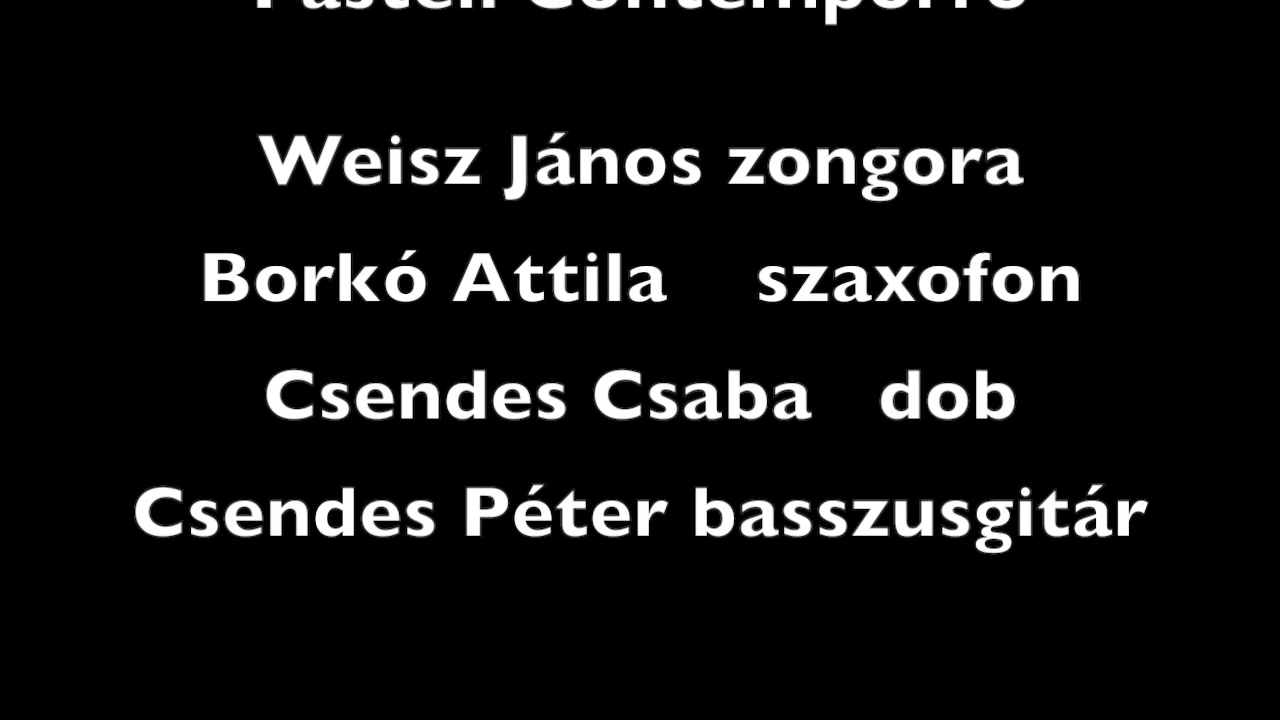 Weisz János zongora
Borkó Attila szaxofon
Csendes Csaba dob
Csendes Péter basszusgitár